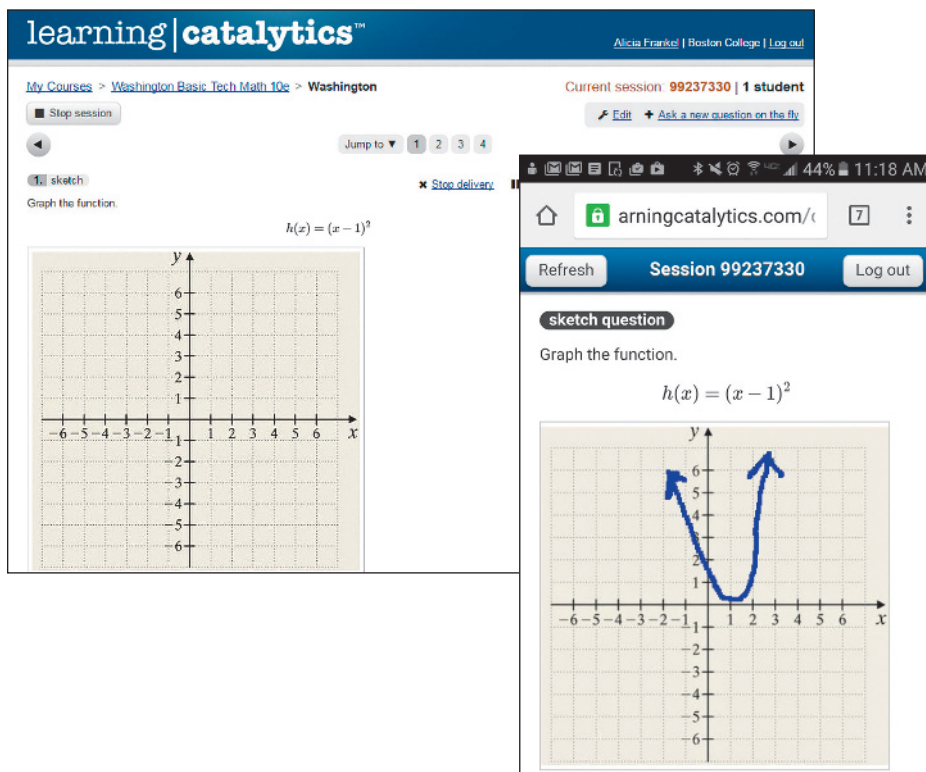 learning|catalytics™
Alicia Frankel | Boston College | Log out
My Courses > Washington Basic Tech Math 10e > Washington
Current session: 99237330 | 1 student
Stop session
Edit + Ask a new question on the fly
Jump to ▼ 1 2 3 4
1. sketch
× Stop delivery
Graph the function.
h(x) = (x − 1)²
y
6
5
4
3
2
1
−6 −5 −4 −3 −2 −1 1 2 3 4 5 6 x
−1
−2
−3
−4
−5
−6
44% 11:18 AM
arningcatalytics.com/c
7
Refresh
Session 99237330
Log out
sketch question
Graph the function.
h(x) = (x − 1)²
y
6
5
4
3
2
1
−6 −5 −4 −3 −2 −1 1 2 3 4 5 6 x
−1
−2
−3
−4
−5
−6